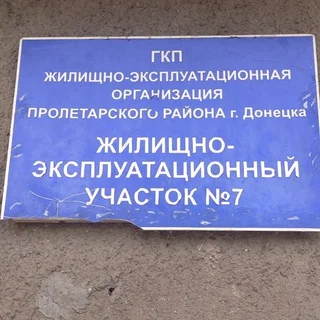 ГКП
ЖИЛИЩНО-ЭКСПЛУАТАЦИОННАЯ
ОРГАНИЗАЦИЯ
ПРОЛЕТАРСКОГО РАЙОНА г. Донецка
ЖИЛИЩНО-
ЭКСПЛУАТАЦИОННЫЙ
УЧАСТОК №7